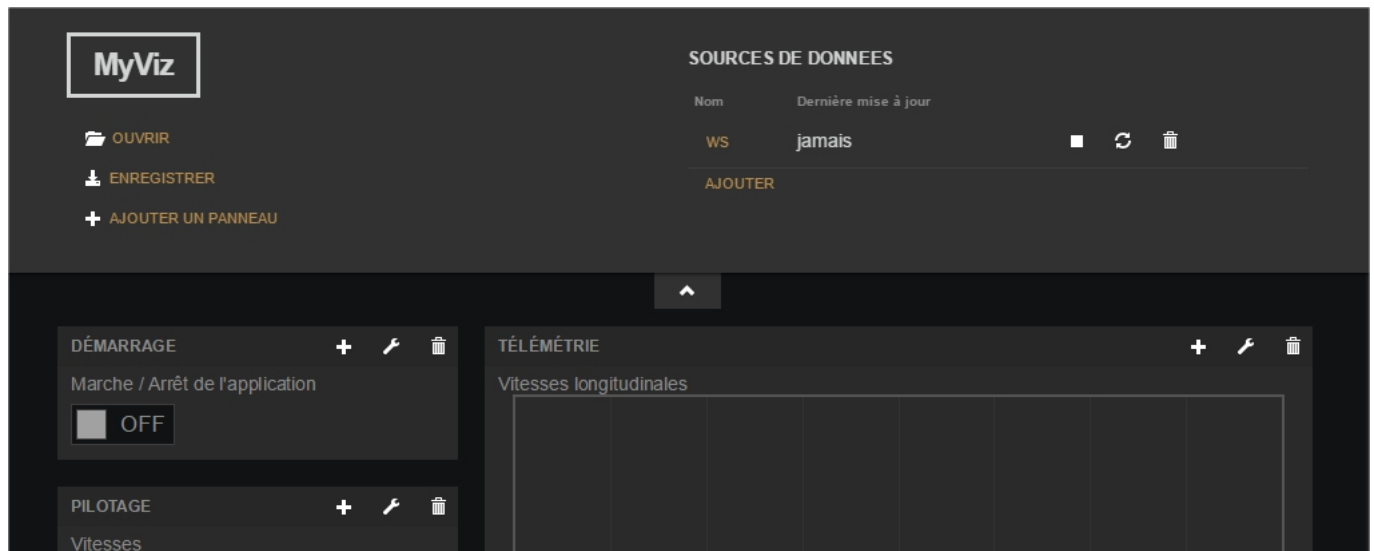 MyViz
OUVRIR
ENREGISTRER
AJOUTER UN PANNEAU
SOURCES DE DONNEES
Nom Dernière mise à jour
WS jamais
AJOUTER
DÉMARRAGE
Marche / Arrêt de l'application
OFF
PILOTAGE
Vitesses
TÉLÉMÉTRIE
Vitesses longitudinales